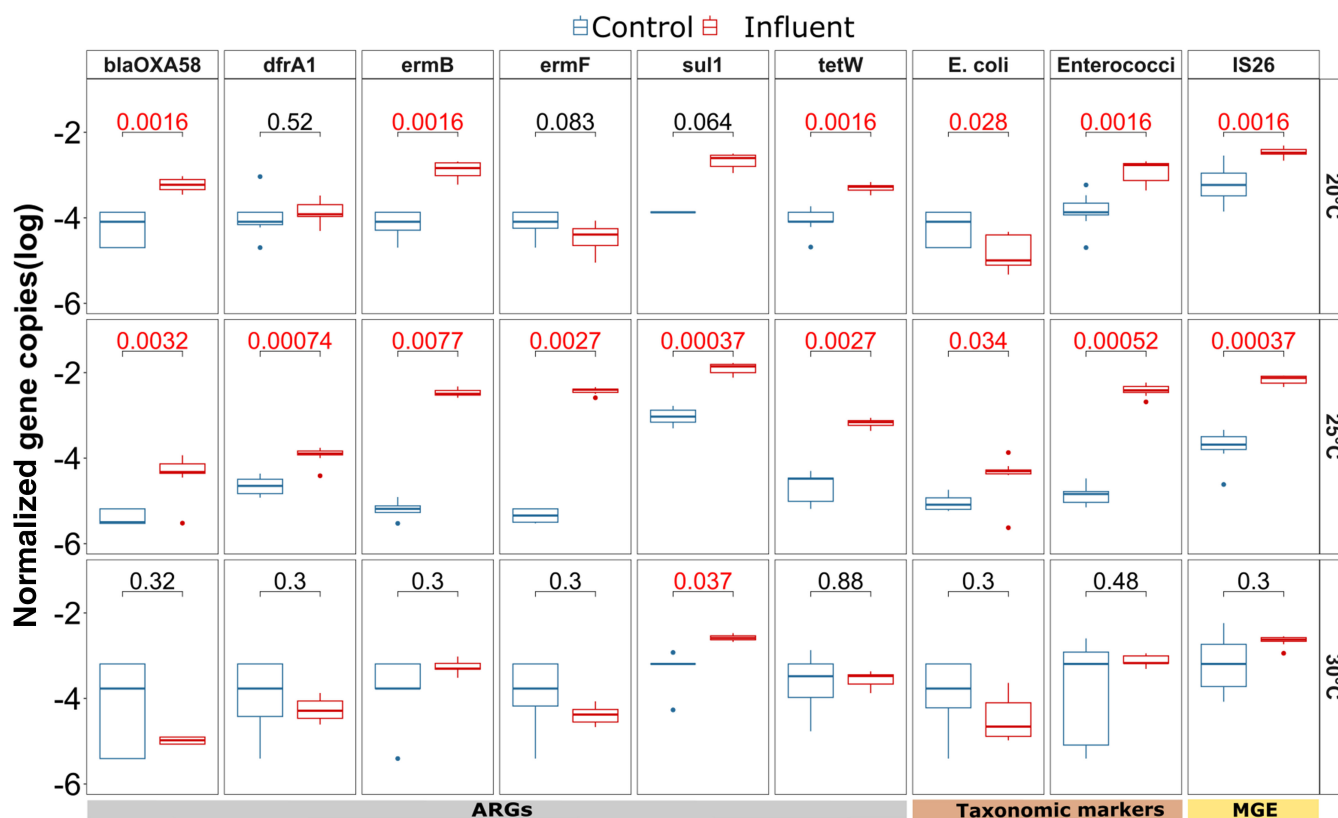 Control Influent
blaOXA58 dfrA1 ermB ermF sul1 tetW E. coli Enterococci IS26
Normalized gene copies(log)
-2
-4
-6
0.0016 0.52 0.0016 0.083 0.064 0.0016 0.028 0.0016 0.0016
20°C
-2
-4
-6
0.0032 0.00074 0.0077 0.0027 0.00037 0.0027 0.034 0.00052 0.00037
25°C
-2
-4
-6
0.32 0.3 0.3 0.3 0.037 0.88 0.3 0.48 0.3
30°C
ARGs Taxonomic markers MGE